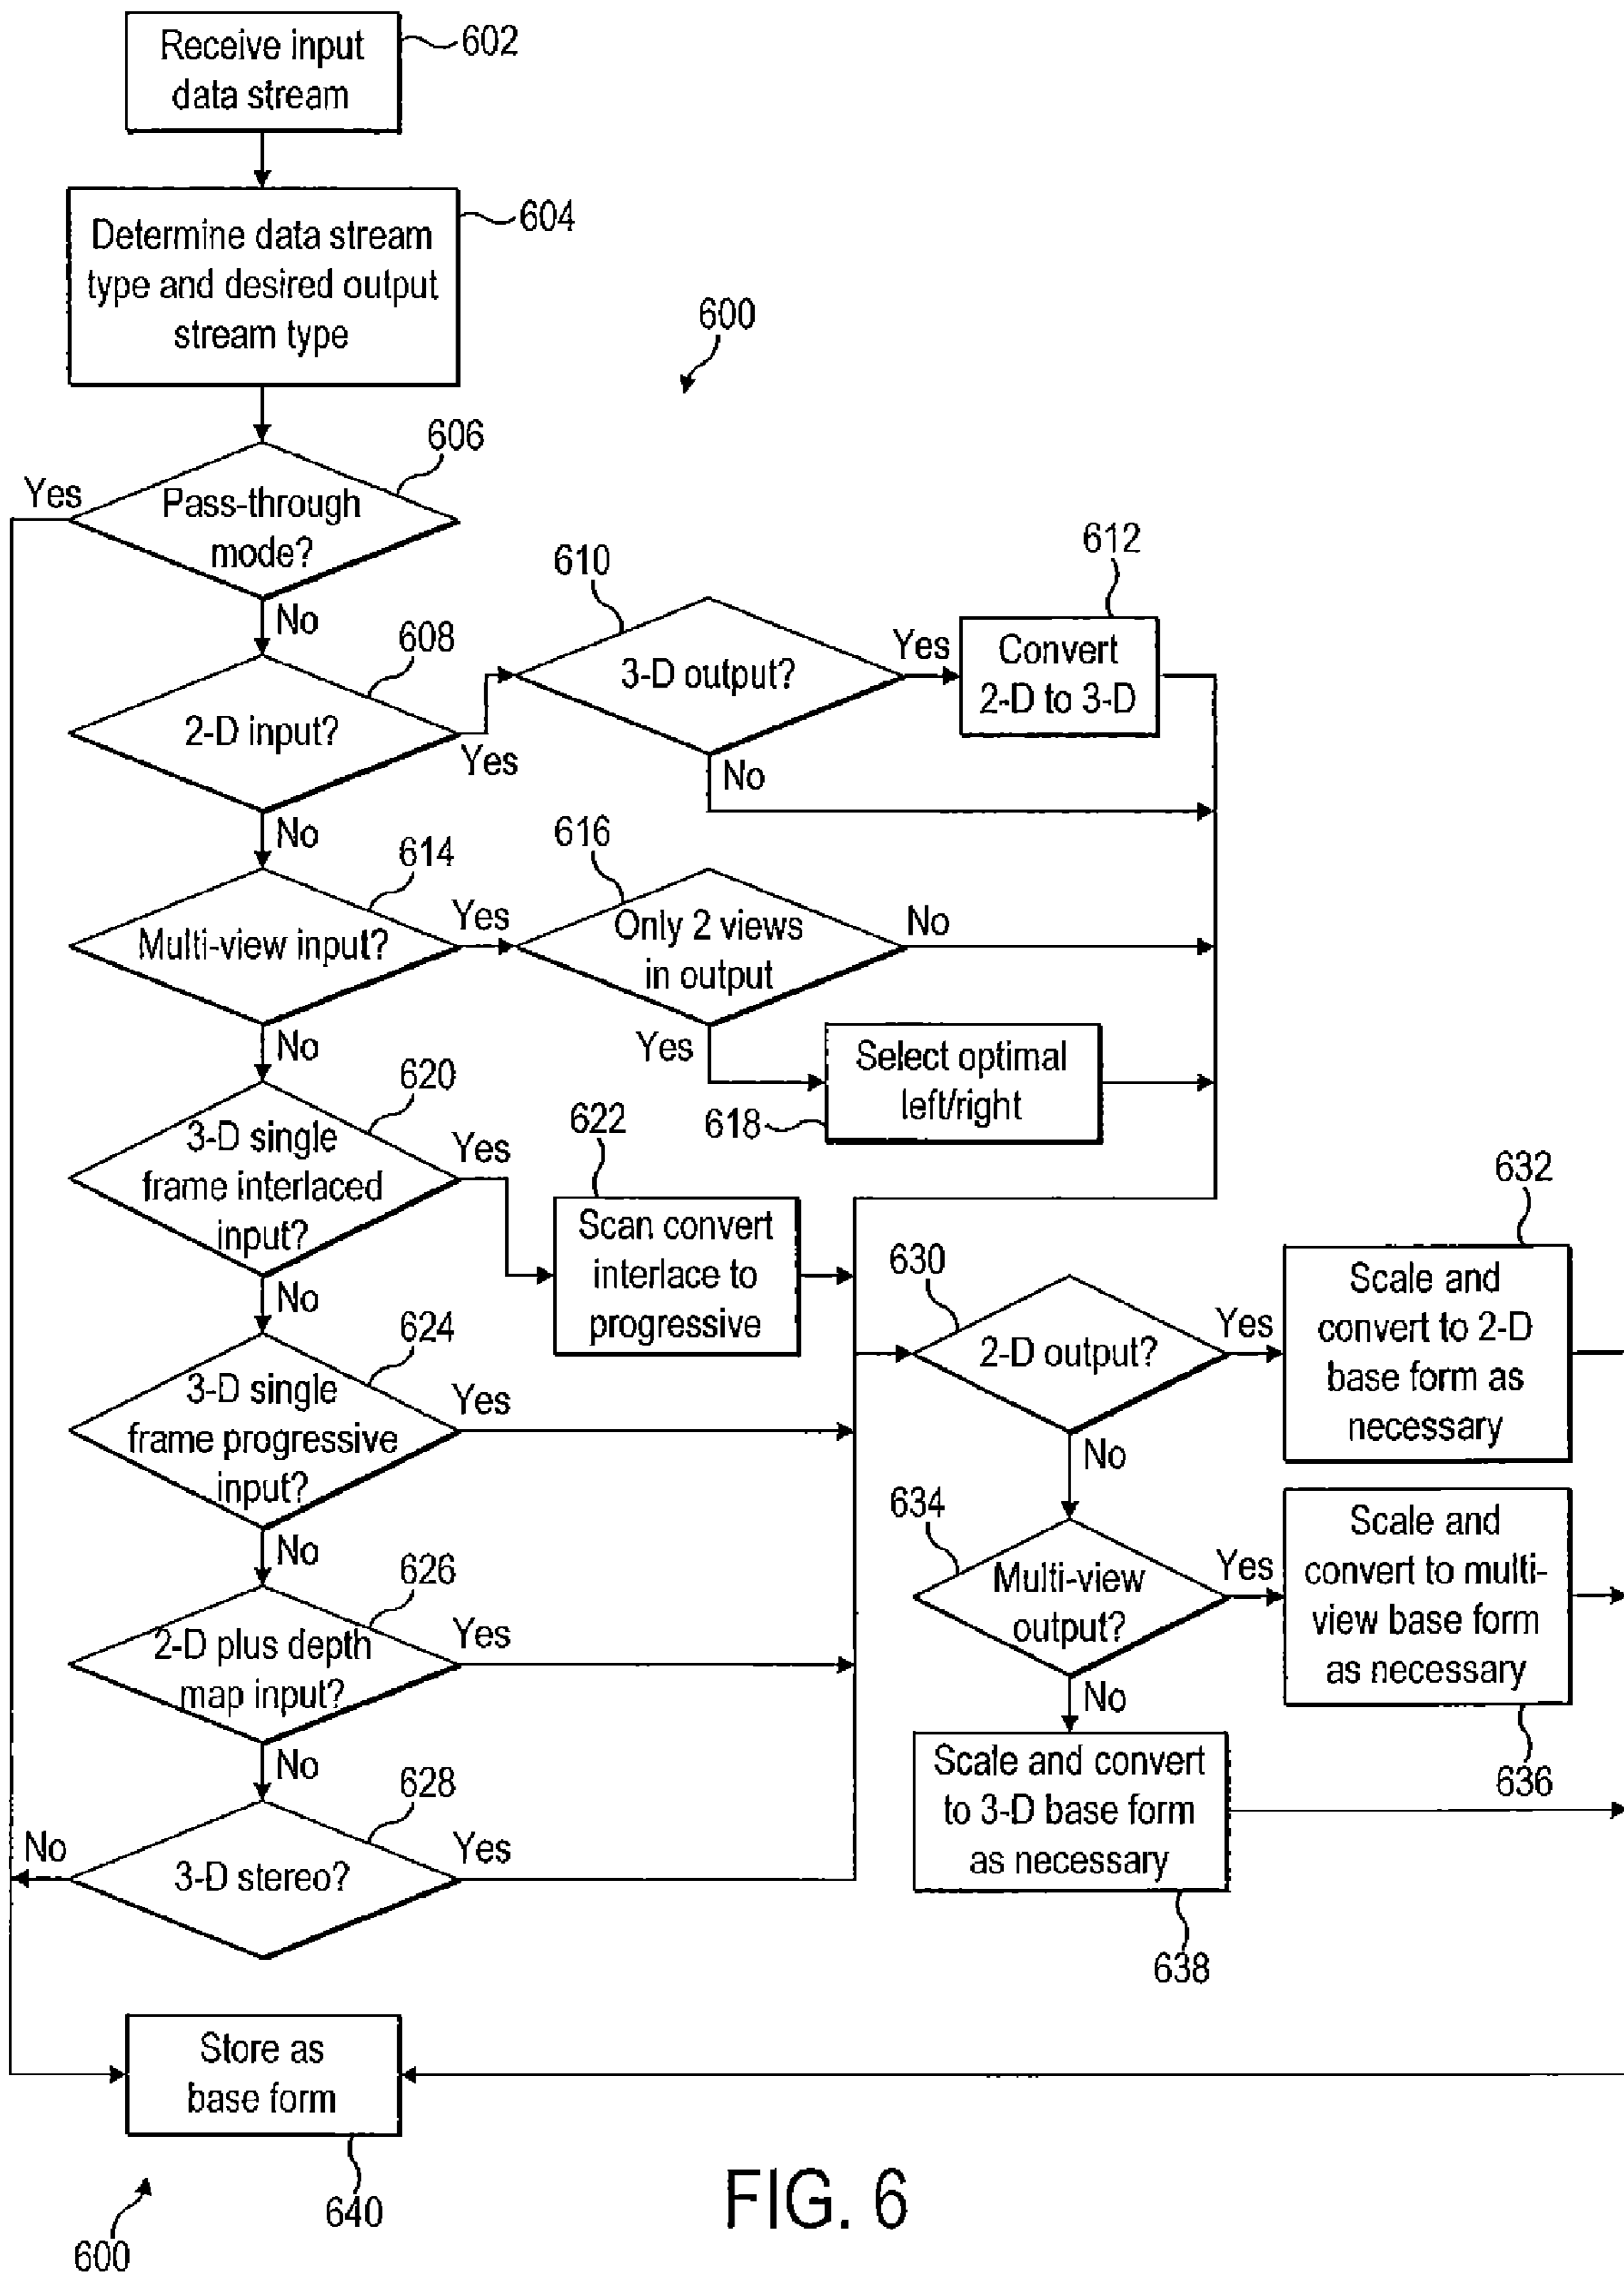 Receive input
data stream
602
Determine data stream
type and desired output
stream type
604
600
606
Yes
Pass-through
mode?
No
608
2-D input?
Yes
610
3-D output?
Yes
612
Convert
2-D to 3-D
No
No
614
Multi-view input?
Yes
616
Only 2 views
in output
No
Yes
Select optimal
left/right
618
No
620
3-D single
frame interlaced
input?
Yes
622
Scan convert
interlace to
progressive
No
624
3-D single
frame progressive
input?
Yes
No
626
2-D plus depth
map input?
Yes
No
628
No
3-D stereo?
Yes
630
2-D output?
Yes
632
Scale and
convert to 2-D
base form as
necessary
No
634
Multi-view
output?
Yes
Scale and
convert to multi-
view base form
as necessary
636
No
Scale and convert
to 3-D base form
as necessary
638
Store as
base form
640
600
FIG. 6